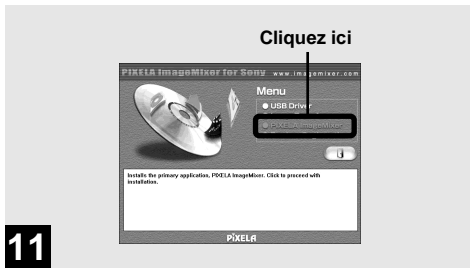 Cliquez ici
PIXELA ImageMixer for Sony www.imagemixer.com
Menu
USB Driver
PIXELA ImageMixer
Installs the primary application, PIXELA ImageMixer. Click to proceed with
installation.
PIXELA
11